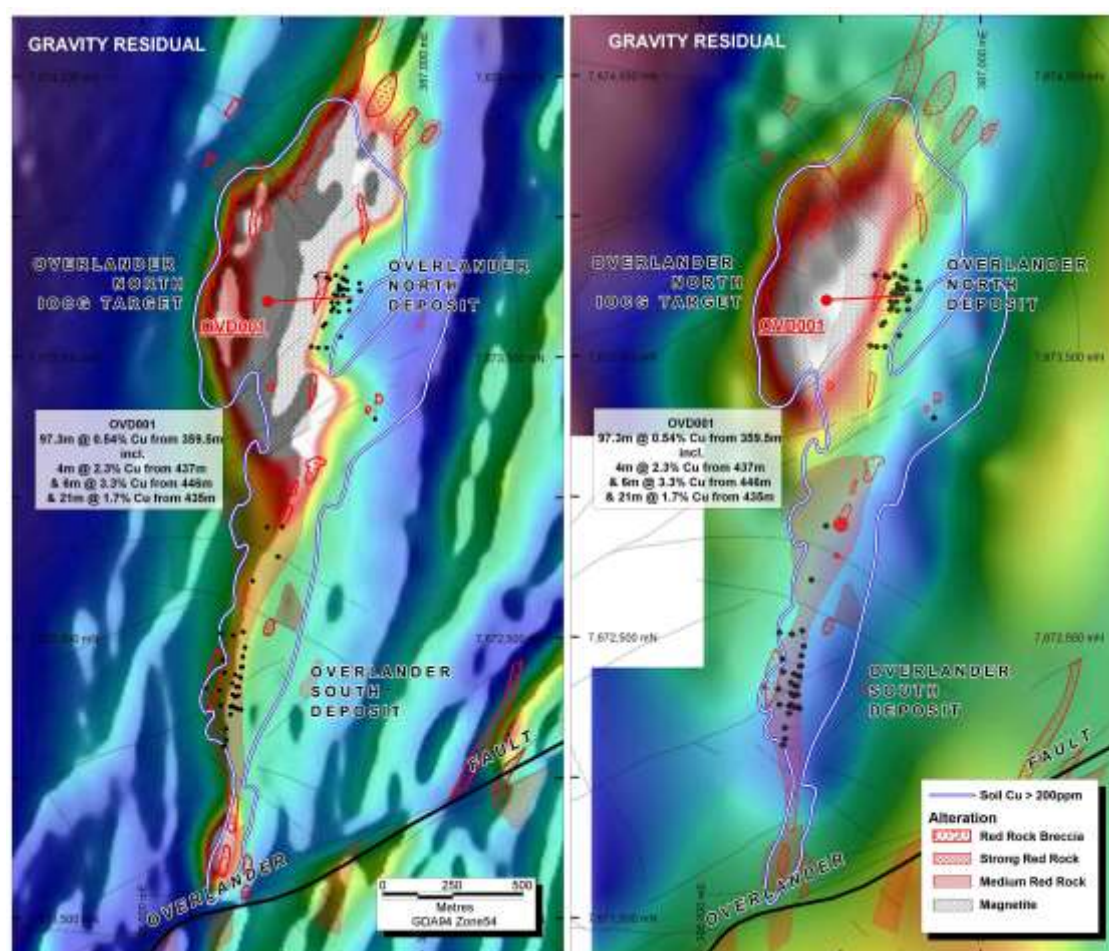 GRAVITY RESIDUAL
387,000 mE
OVERLANDER
NORTH
IOCG TARGET
OVERLANDER
NORTH
DEPOSIT
OVD001
7,673,500 mN
OVD001
97.3m @ 0.54% Cu from 359.5m
incl.
4m @ 2.3% Cu from 437m
& 6m @ 3.3% Cu from 446m
& 21m @ 1.7% Cu from 435m
7,672,500 mN
OVERLANDER
SOUTH
DEPOSIT
OVERLANDER
FAULT
0 250 500
Metres
GDA94 Zone54
GRAVITY RESIDUAL
387,000 mE
OVERLANDER
NORTH
IOCG TARGET
OVERLANDER
NORTH
DEPOSIT
OVD001
7,673,500 mN
OVD001
97.3m @ 0.54% Cu from 359.5m
incl.
4m @ 2.3% Cu from 437m
& 6m @ 3.3% Cu from 446m
& 21m @ 1.7% Cu from 435m
7,672,500 mN
OVERLANDER
SOUTH
DEPOSIT
OVERLANDER
FAULT
Soil Cu > 200ppm
Alteration
Red Rock Breccia
Strong Red Rock
Medium Red Rock
Magnetite